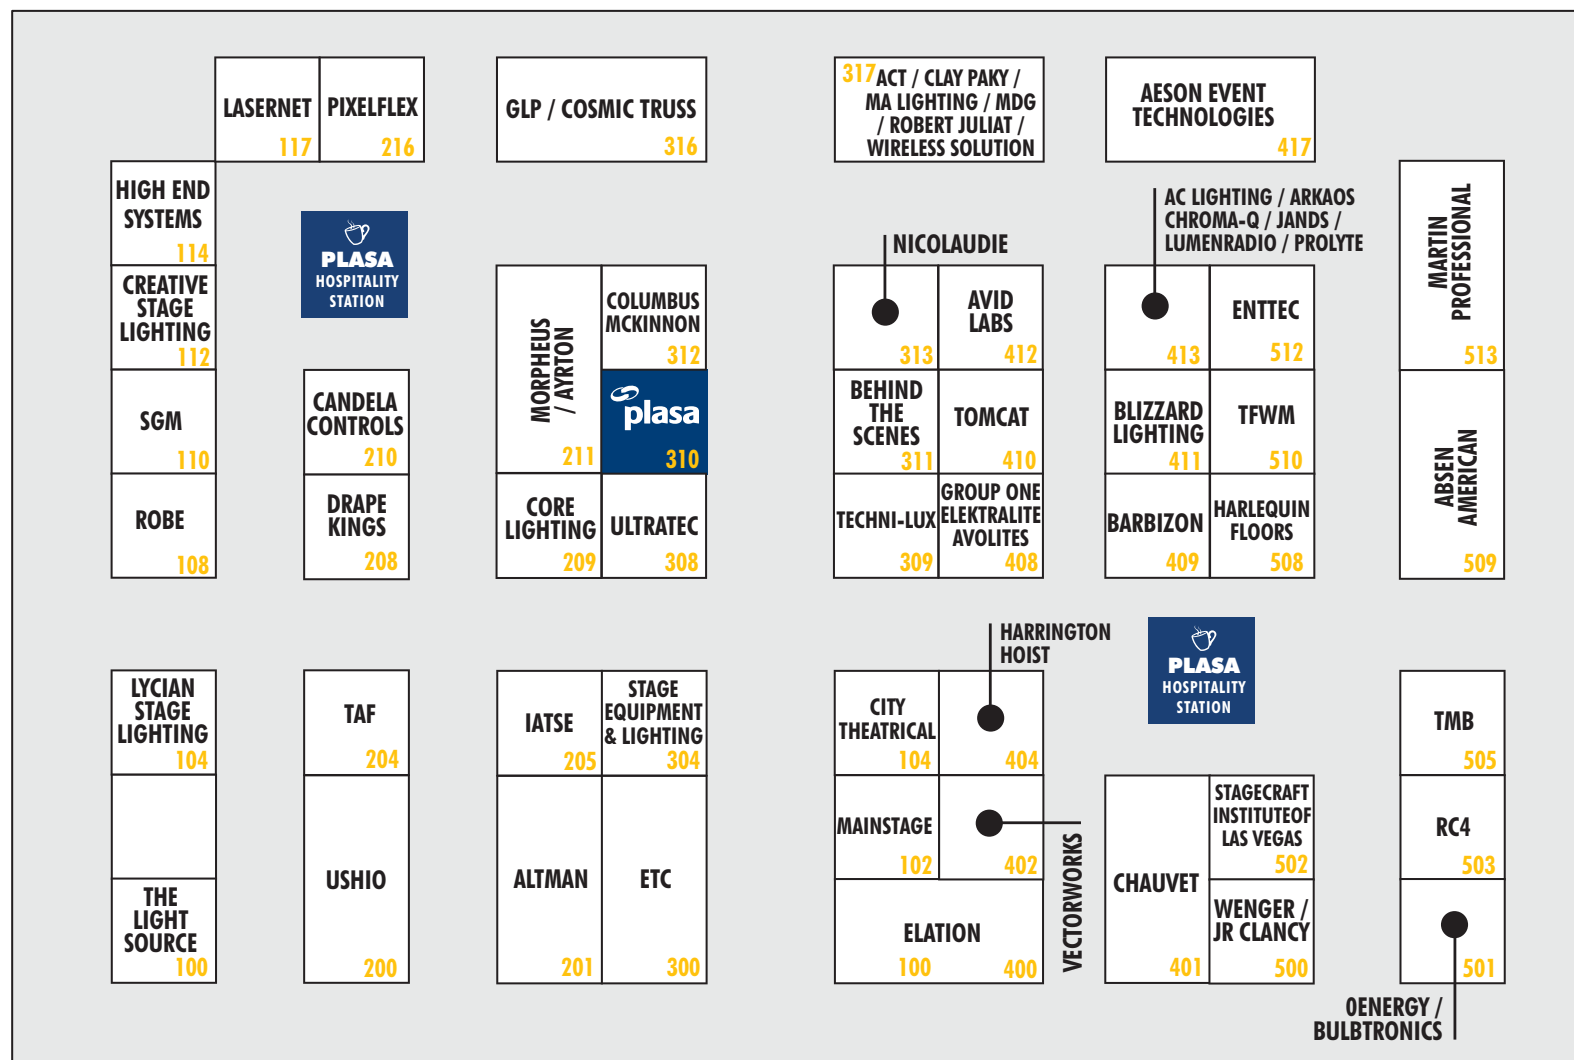 LASERNET
117
PIXELFLEX
216
GLP / COSMIC TRUSS
316
317 ACT / CLAY PAKY /
MA LIGHTING / MDG
/ ROBERT JULIAT /
WIRELESS SOLUTION
AESON EVENT
TECHNOLOGIES
417
HIGH END
SYSTEMS
114
PLASA
HOSPITALITY
STATION
NICOLAUDIE
AC LIGHTING / ARKAOS
CHROMA-Q / JANDS /
LUMENRADIO / PROLYTE
MARTIN
PROFESSIONAL
513
CREATIVE
STAGE
LIGHTING
112
MORPHEUS
/ AYRTON
211
COLUMBUS
MCKINNON
312
313
AVID
LABS
412
413
ENTTEC
512
SGM
110
CANDELA
CONTROLS
210
plasa
310
BEHIND
THE
SCENES
311
TOMCAT
410
BLIZZARD
LIGHTING
411
TFWM
510
ABSEN
AMERICAN
509
ROBE
108
DRAPE
KINGS
208
CORE
LIGHTING
209
ULTRATEC
308
TECHNI-LUX
309
GROUP ONE
ELEKTRALITE
AVOLITES
408
BARBIZON
409
HARLEQUIN
FLOORS
508
HARRINGTON
HOIST
PLASA
HOSPITALITY
STATION
LYCIAN
STAGE
LIGHTING
104
TAF
204
IATSE
205
STAGE
EQUIPMENT
& LIGHTING
304
CITY
THEATRICAL
104
404
TMB
505
USHIO
200
ALTMAN
201
ETC
300
MAINSTAGE
102
402
VECTORWORKS
CHAUVET
401
STAGECRAFT
INSTITUTEOF
LAS VEGAS
502
RC4
503
THE
LIGHT
SOURCE
100
ELATION
100
400
WENGER /
JR CLANCY
500
501
0ENERGY /
BULBTRONICS